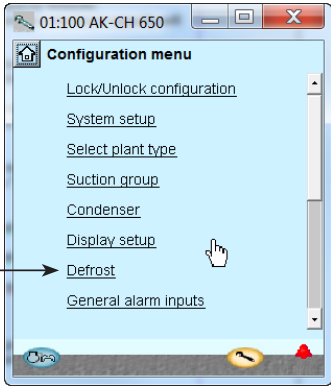 01:100 AK-CH 650
Configuration menu
Lock/Unlock configuration
System setup
Select plant type
Suction group
Condenser
Display setup
Defrost
General alarm inputs